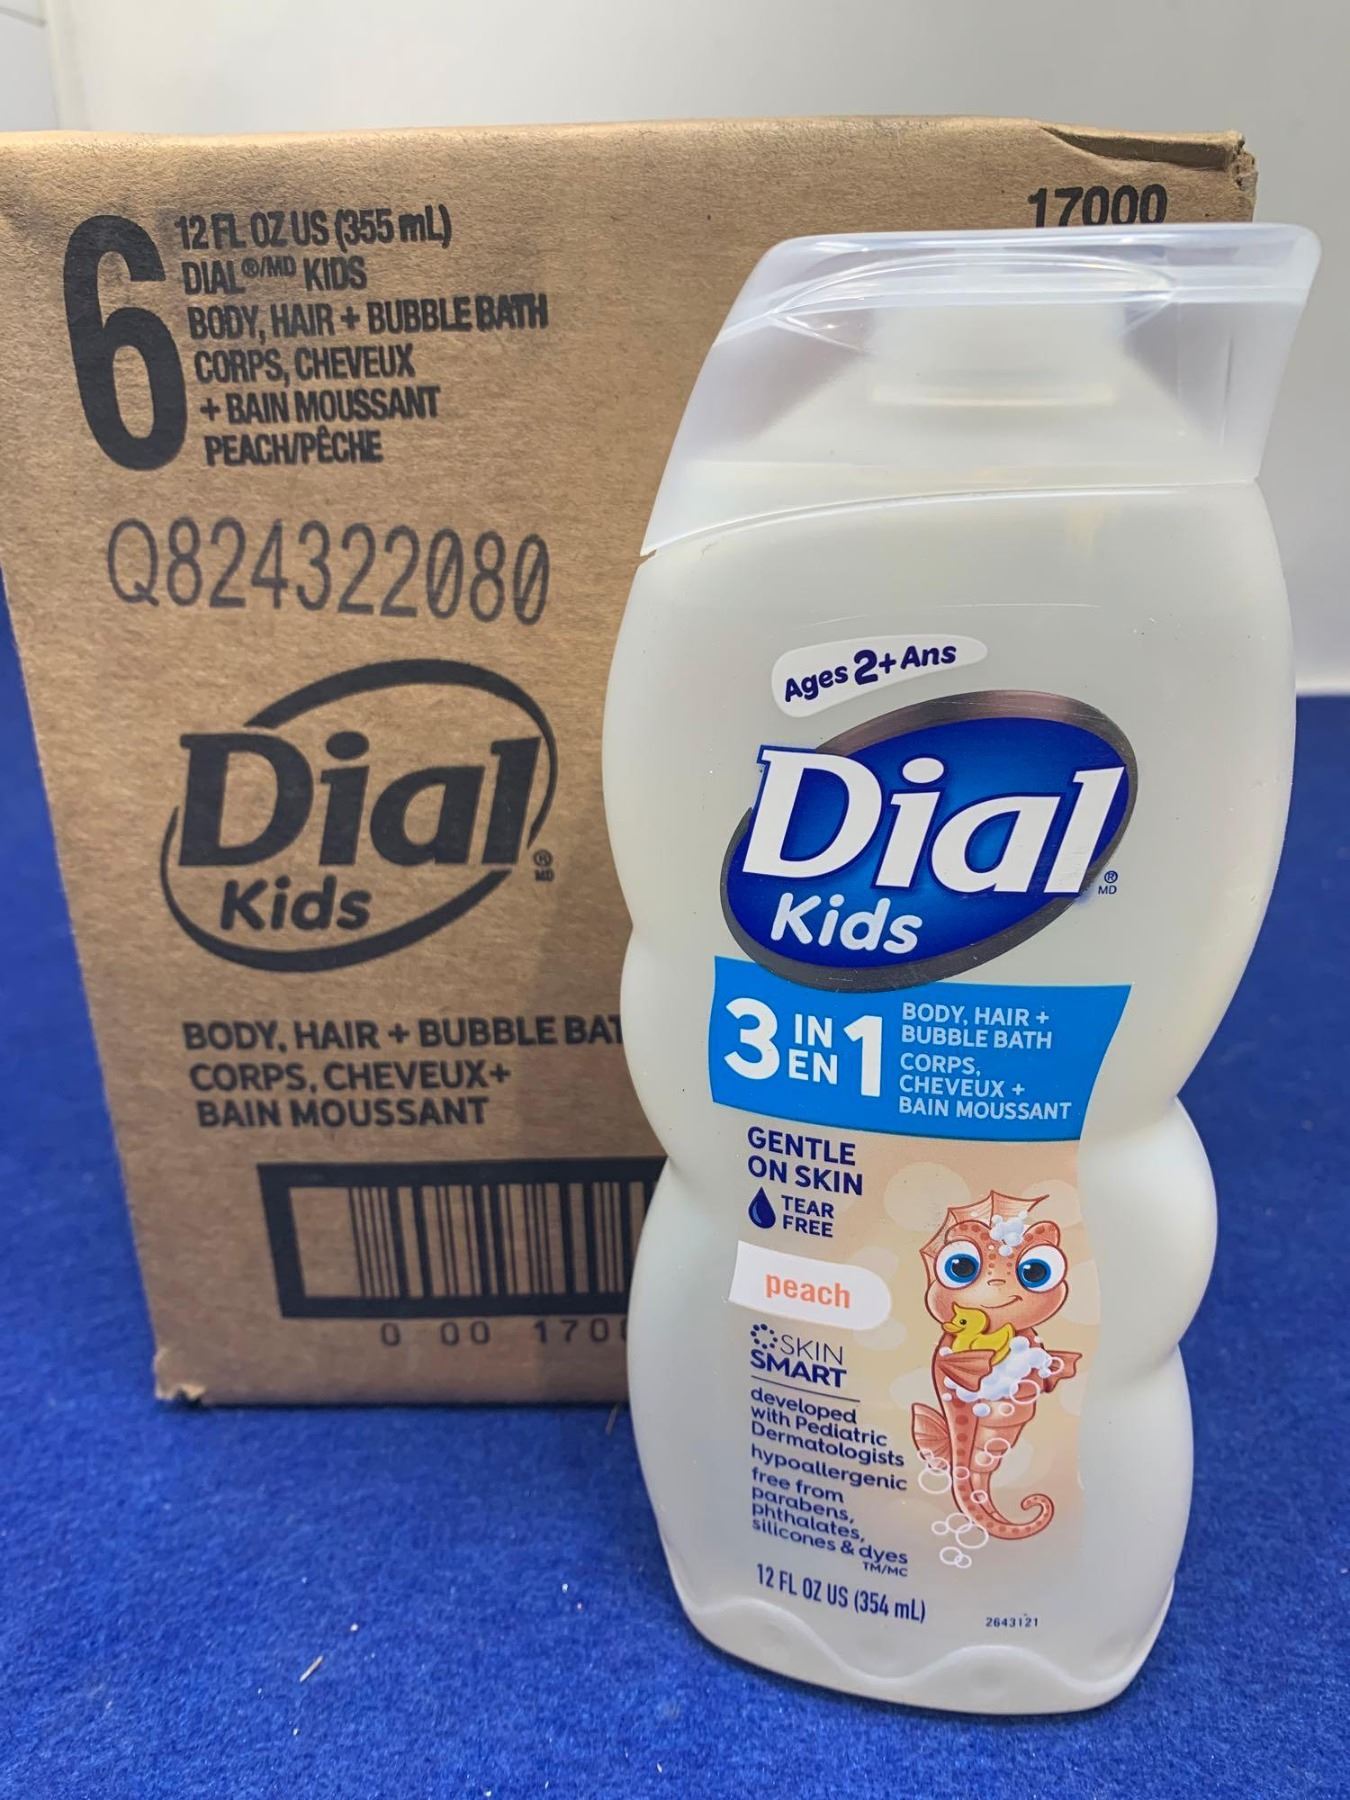 6
12 FL OZ US (355 mL)
DIAL®/MD KIDS
BODY, HAIR + BUBBLE BATH
CORPS, CHEVEUX
+ BAIN MOUSSANT
PEACH/PÊCHE
17000
Q824322080
Dial
®
MD
Kids
BODY, HAIR + BUBBLE BAT
CORPS, CHEVEUX+
BAIN MOUSSANT
0 00 170
Ages 2+ Ans
Dial
®
MD
Kids
3 IN EN 1
BODY, HAIR +
BUBBLE BATH
CORPS,
CHEVEUX +
BAIN MOUSSANT
GENTLE
ON SKIN
TEAR
FREE
peach
SKIN
SMART
developed
with Pediatric
Dermatologists
hypoallergenic
free from
parabens,
phthalates,
silicones & dyes
TM/MC
12 FL OZ US (354 mL)
2643121